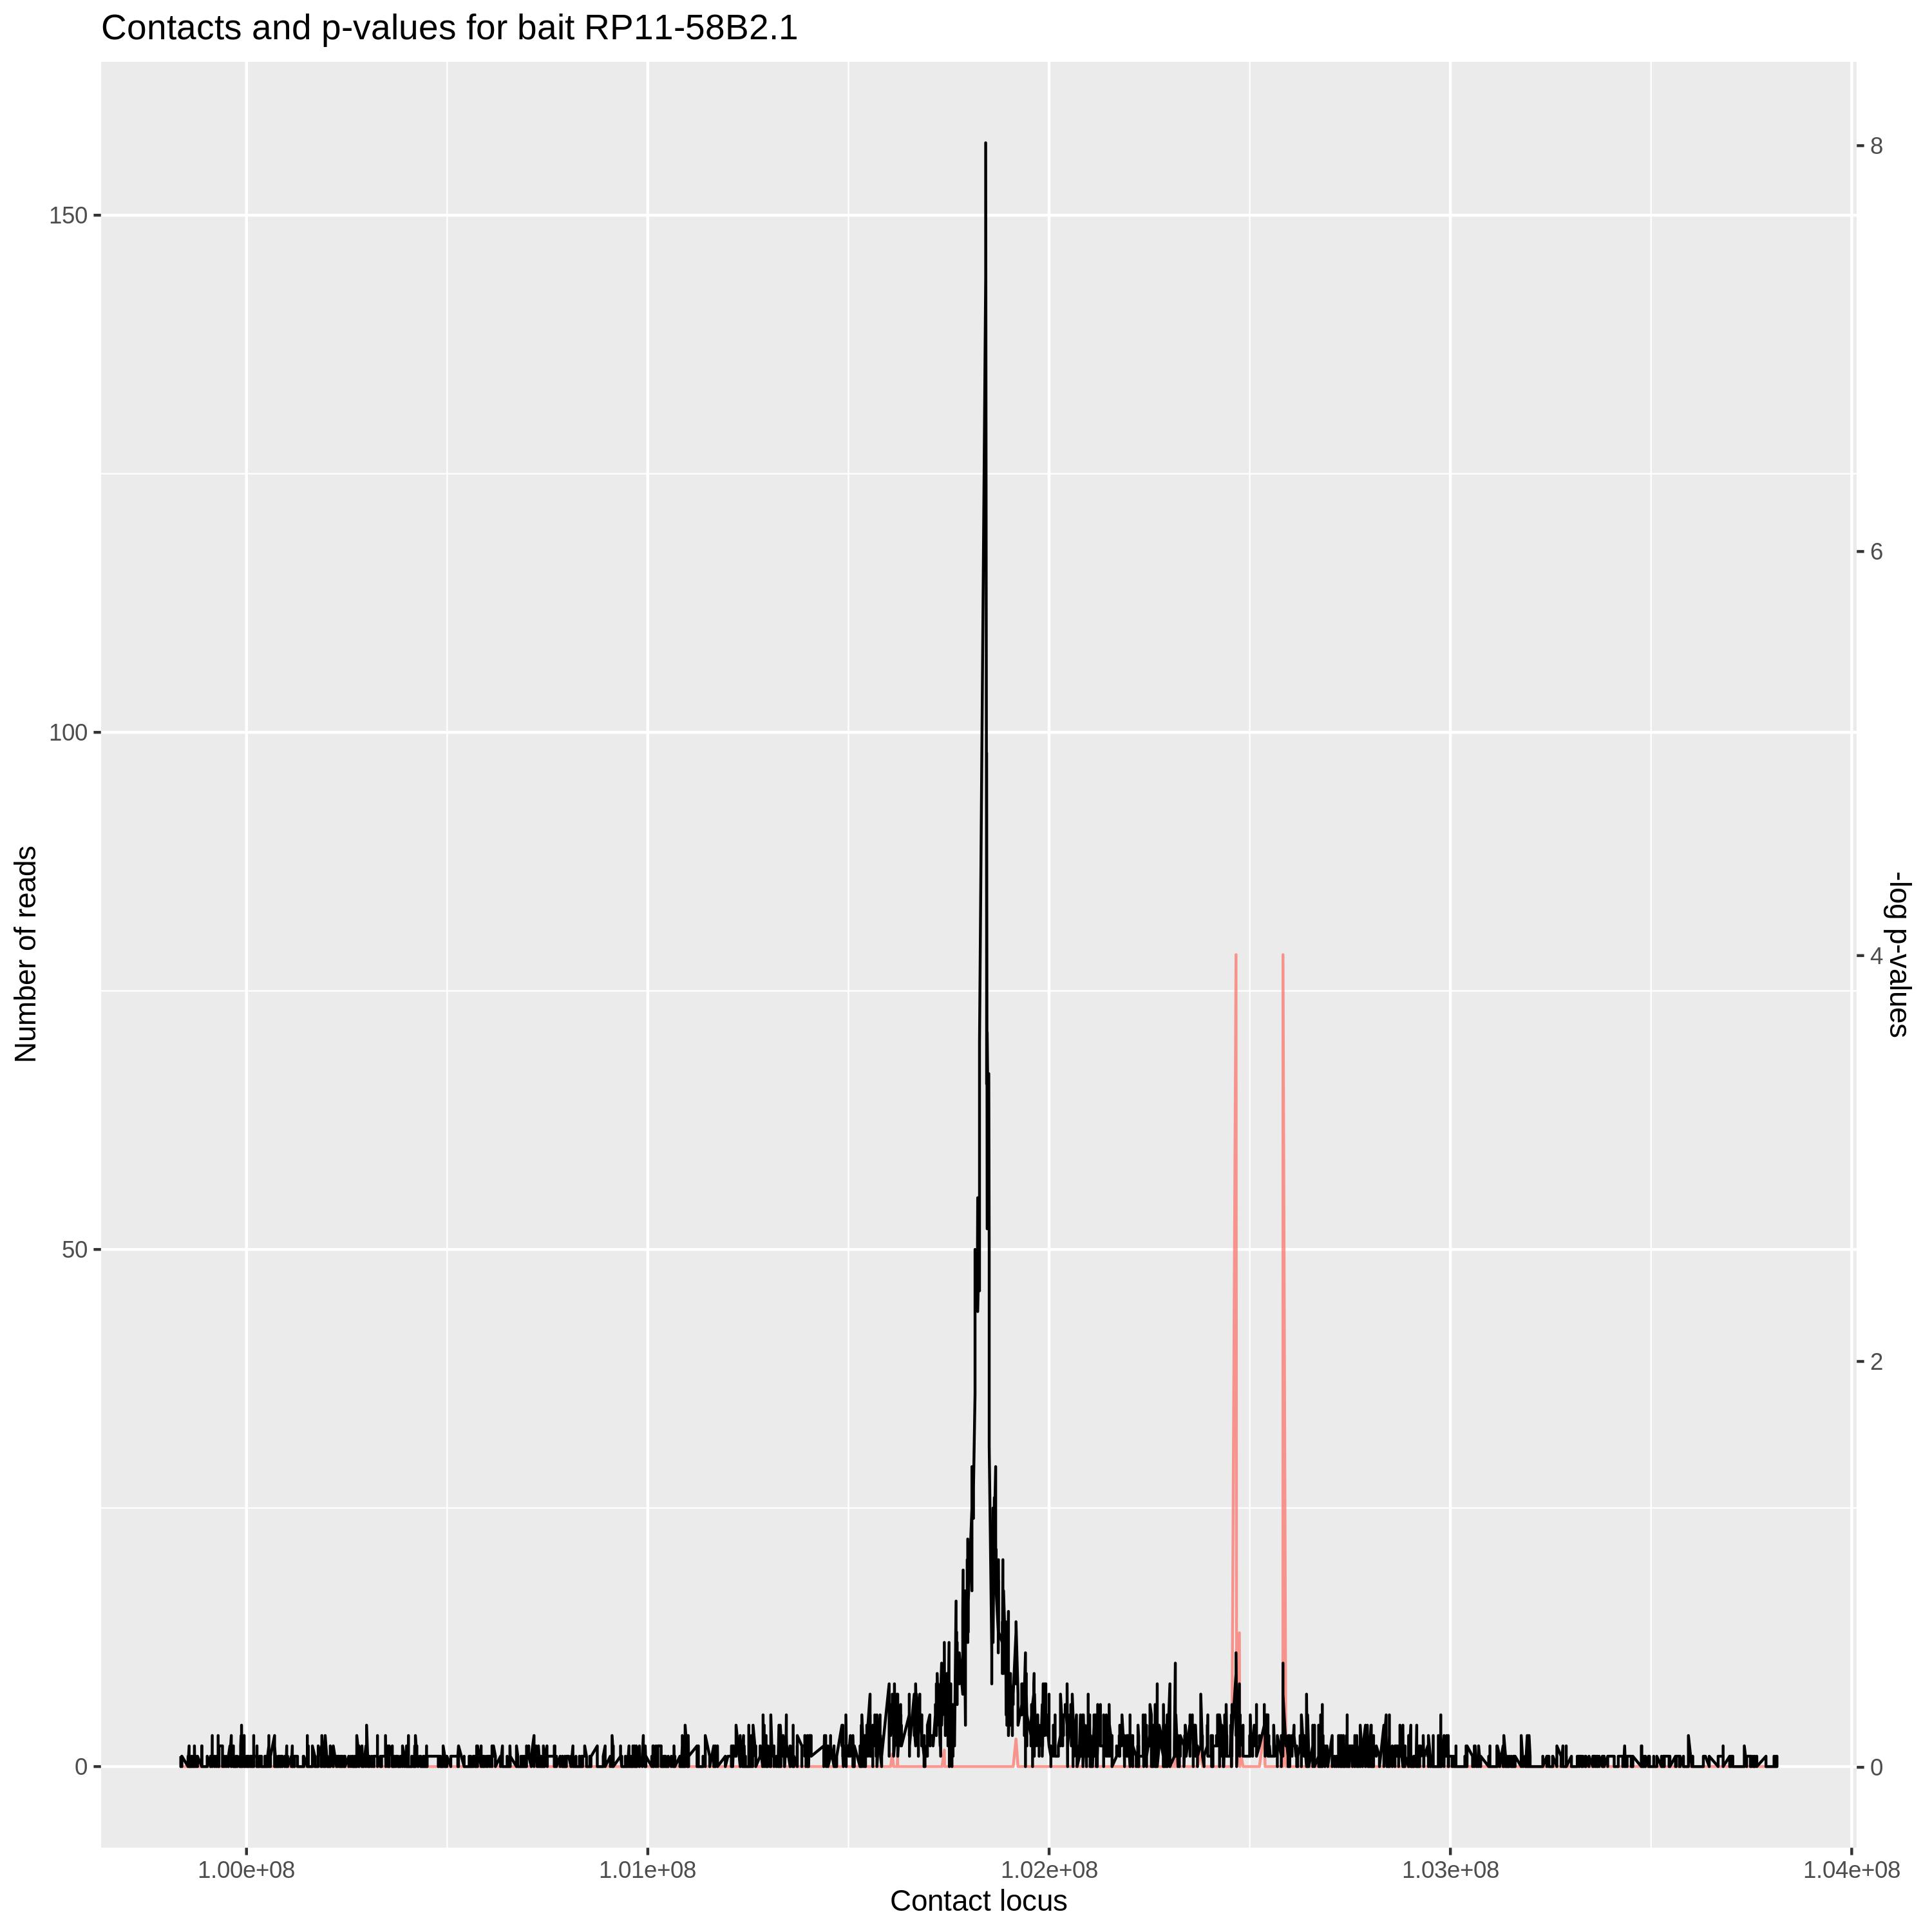 Contacts and p-values for bait RP11-58B2.1
Number of reads
150
100
50
0
8
6
4
2
0
-log p-values
1.00e+08
1.01e+08
1.02e+08
1.03e+08
1.04e+08
Contact locus